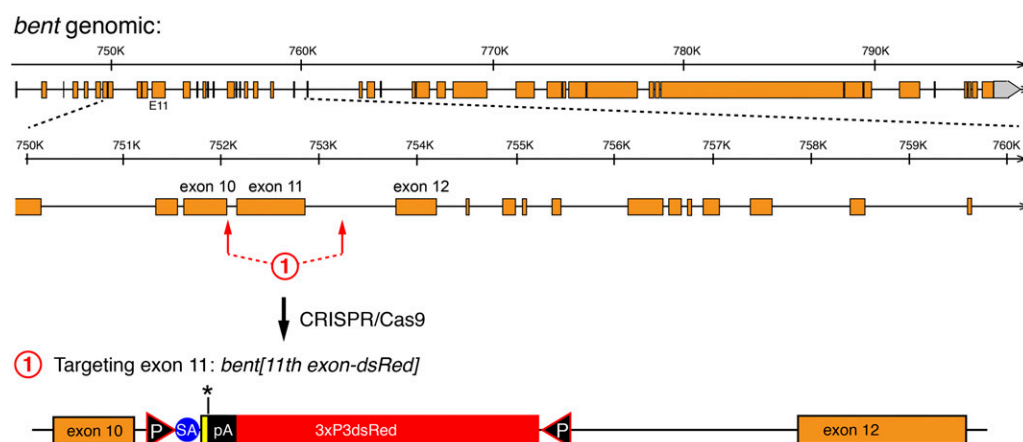 bent genomic:
750K 760K 770K 780K 790K
E11
750K 751K 752K 753K 754K 755K 756K 757K 758K 759K 760K
exon 10 exon 11 exon 12
1
CRISPR/Cas9
1 Targeting exon 11: bent[11th exon-dsRed]
*
exon 10 P SA pA 3xP3dsRed P exon 12